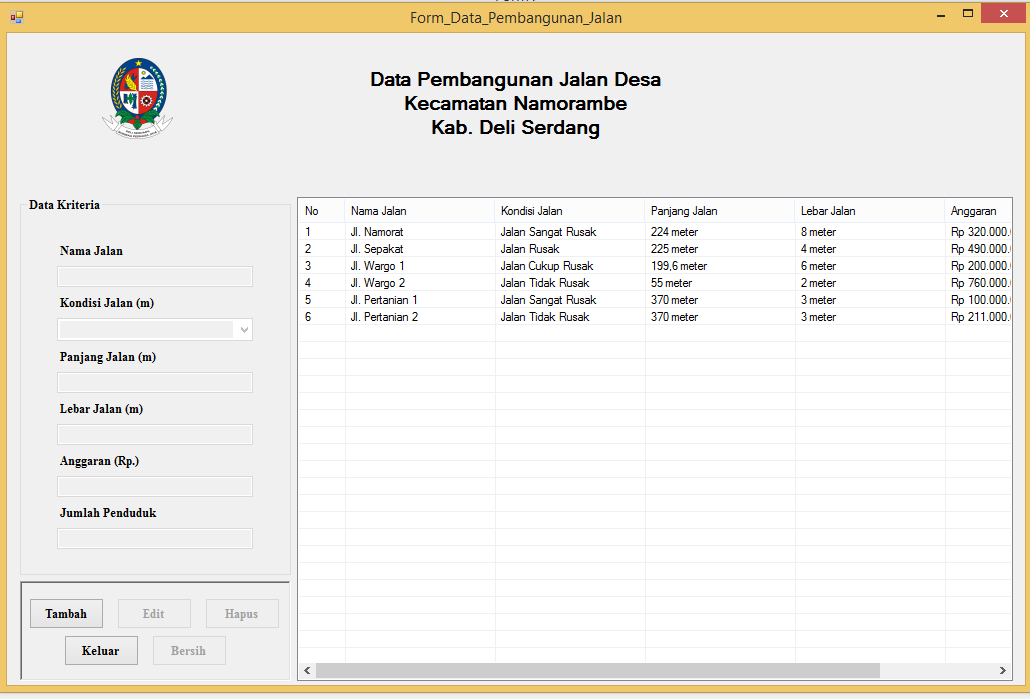 Form_Data_Pembangunan_Jalan
Data Pembangunan Jalan Desa
Kecamatan Namorambe
Kab. Deli Serdang
Data Kriteria
Nama Jalan
Kondisi Jalan (m)
Panjang Jalan (m)
Lebar Jalan (m)
Anggaran (Rp.)
Jumlah Penduduk
Tambah Edit Hapus
Keluar Bersih
No Nama Jalan Kondisi Jalan Panjang Jalan Lebar Jalan Anggaran
1 Jl. Namorat Jalan Sangat Rusak 224 meter 8 meter Rp 320.000.
2 Jl. Sepakat Jalan Rusak 225 meter 4 meter Rp 490.000.
3 Jl. Wargo 1 Jalan Cukup Rusak 199,6 meter 6 meter Rp 200.000.
4 Jl. Wargo 2 Jalan Tidak Rusak 55 meter 2 meter Rp 760.000.
5 Jl. Pertanian 1 Jalan Sangat Rusak 370 meter 3 meter Rp 100.000.
6 Jl. Pertanian 2 Jalan Tidak Rusak 370 meter 3 meter Rp 211.000.